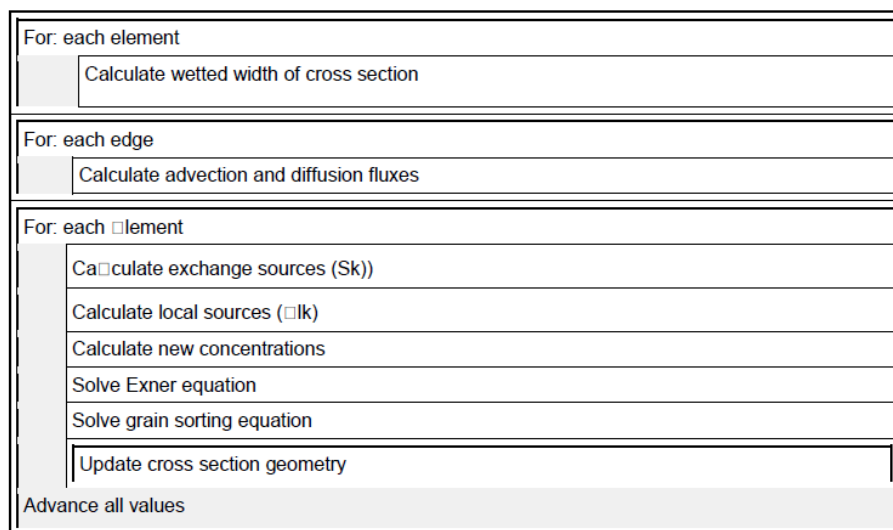 For: each element
Calculate wetted width of cross section
For: each edge
Calculate advection and diffusion fluxes
For: each □lement
Ca□culate exchange sources (Sk))
Calculate local sources (□lk)
Calculate new concentrations
Solve Exner equation
Solve grain sorting equation
Update cross section geometry
Advance all values